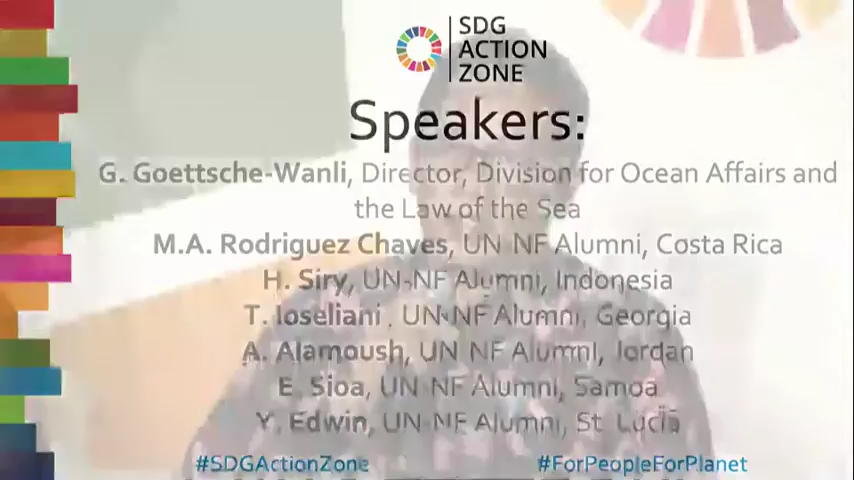 SDG
ACTION
ZONE
Speakers:
G. Goettsche-Wanli, Director, Division for Ocean Affairs and
the Law of the Sea
M.A. Rodriguez Chaves, UN NF Alumni, Costa Rica
H. Siry, UN-NF Alumni, Indonesia
T. Ioseliani , UN-NF Alumni, Georgia
A. Alamoush, UN NF Alumni, Jordan
E. Sioa, UN-NF Alumni, Samoa
Y. Edwin, UN-NF Alumni, St. Lucia
#SDGActionZone
#ForPeopleForPlanet